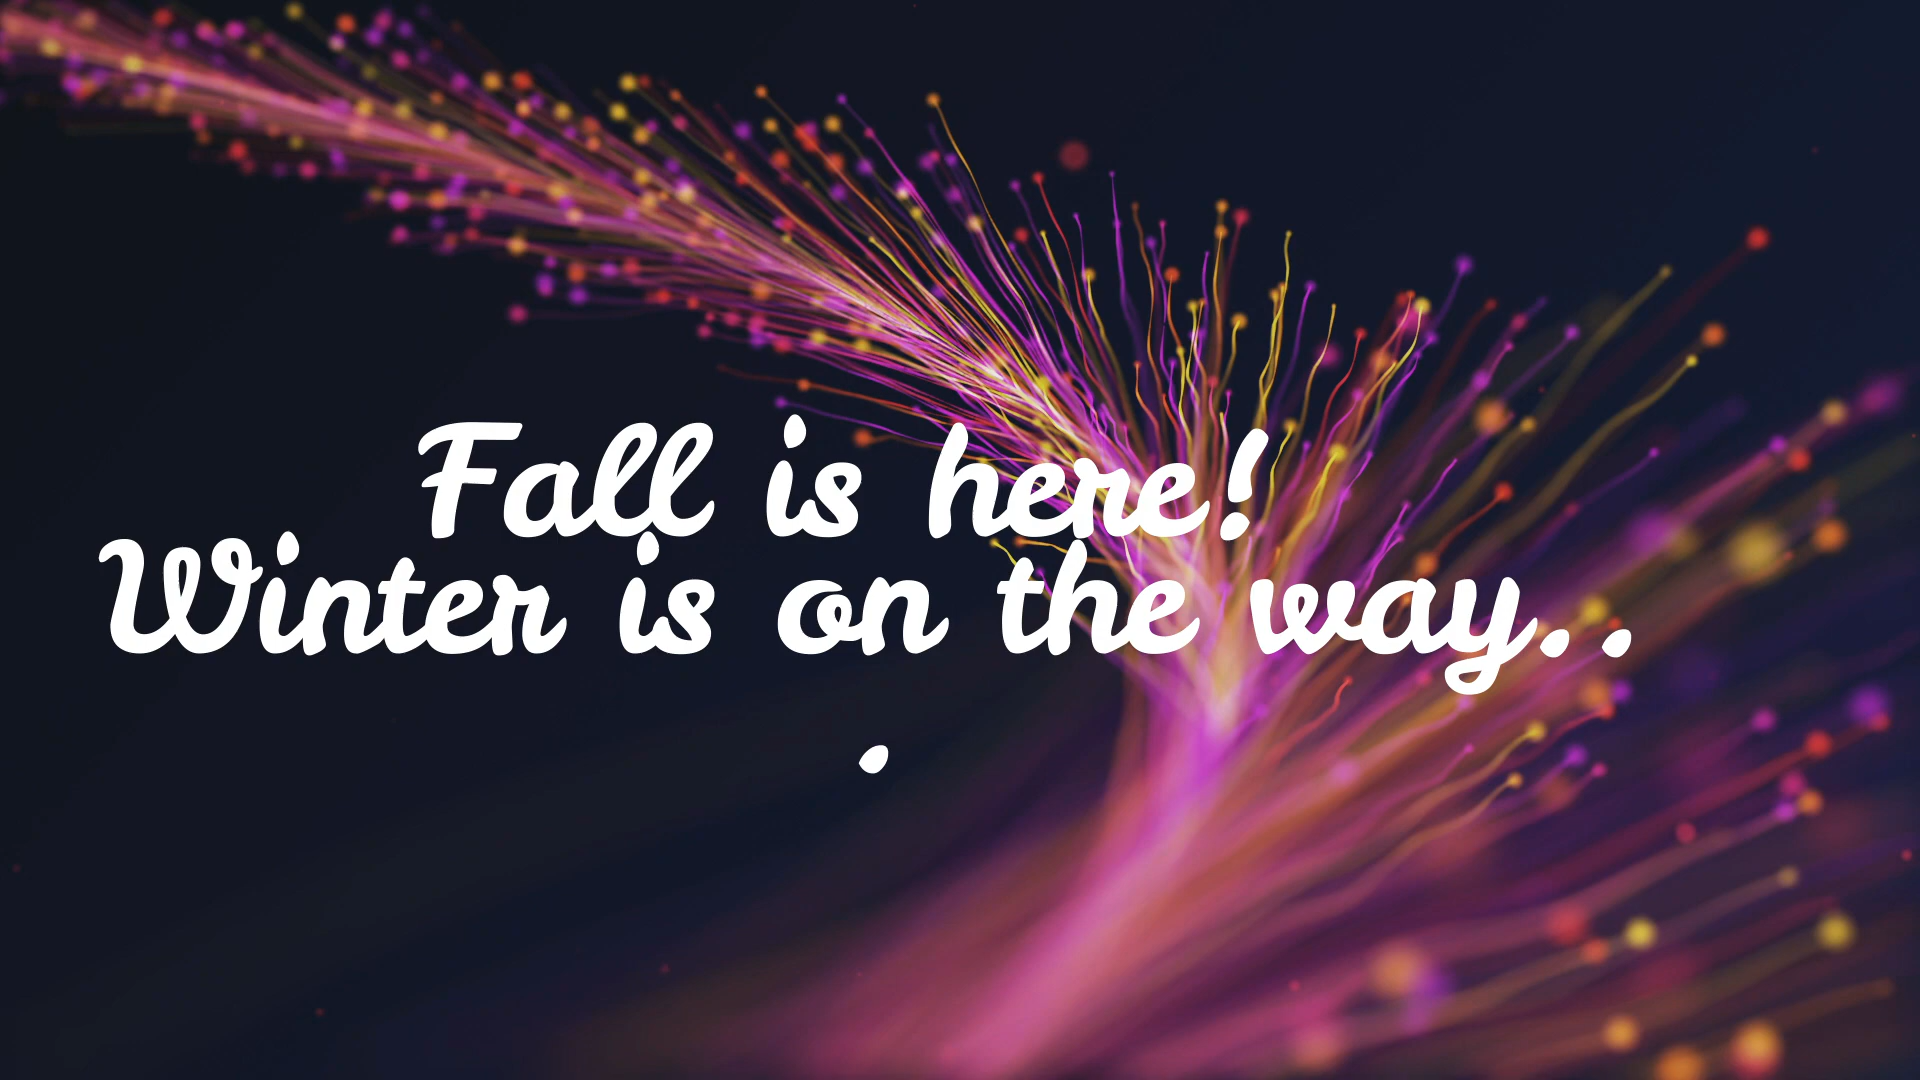 Fall is here!
Winter is on the way..
.